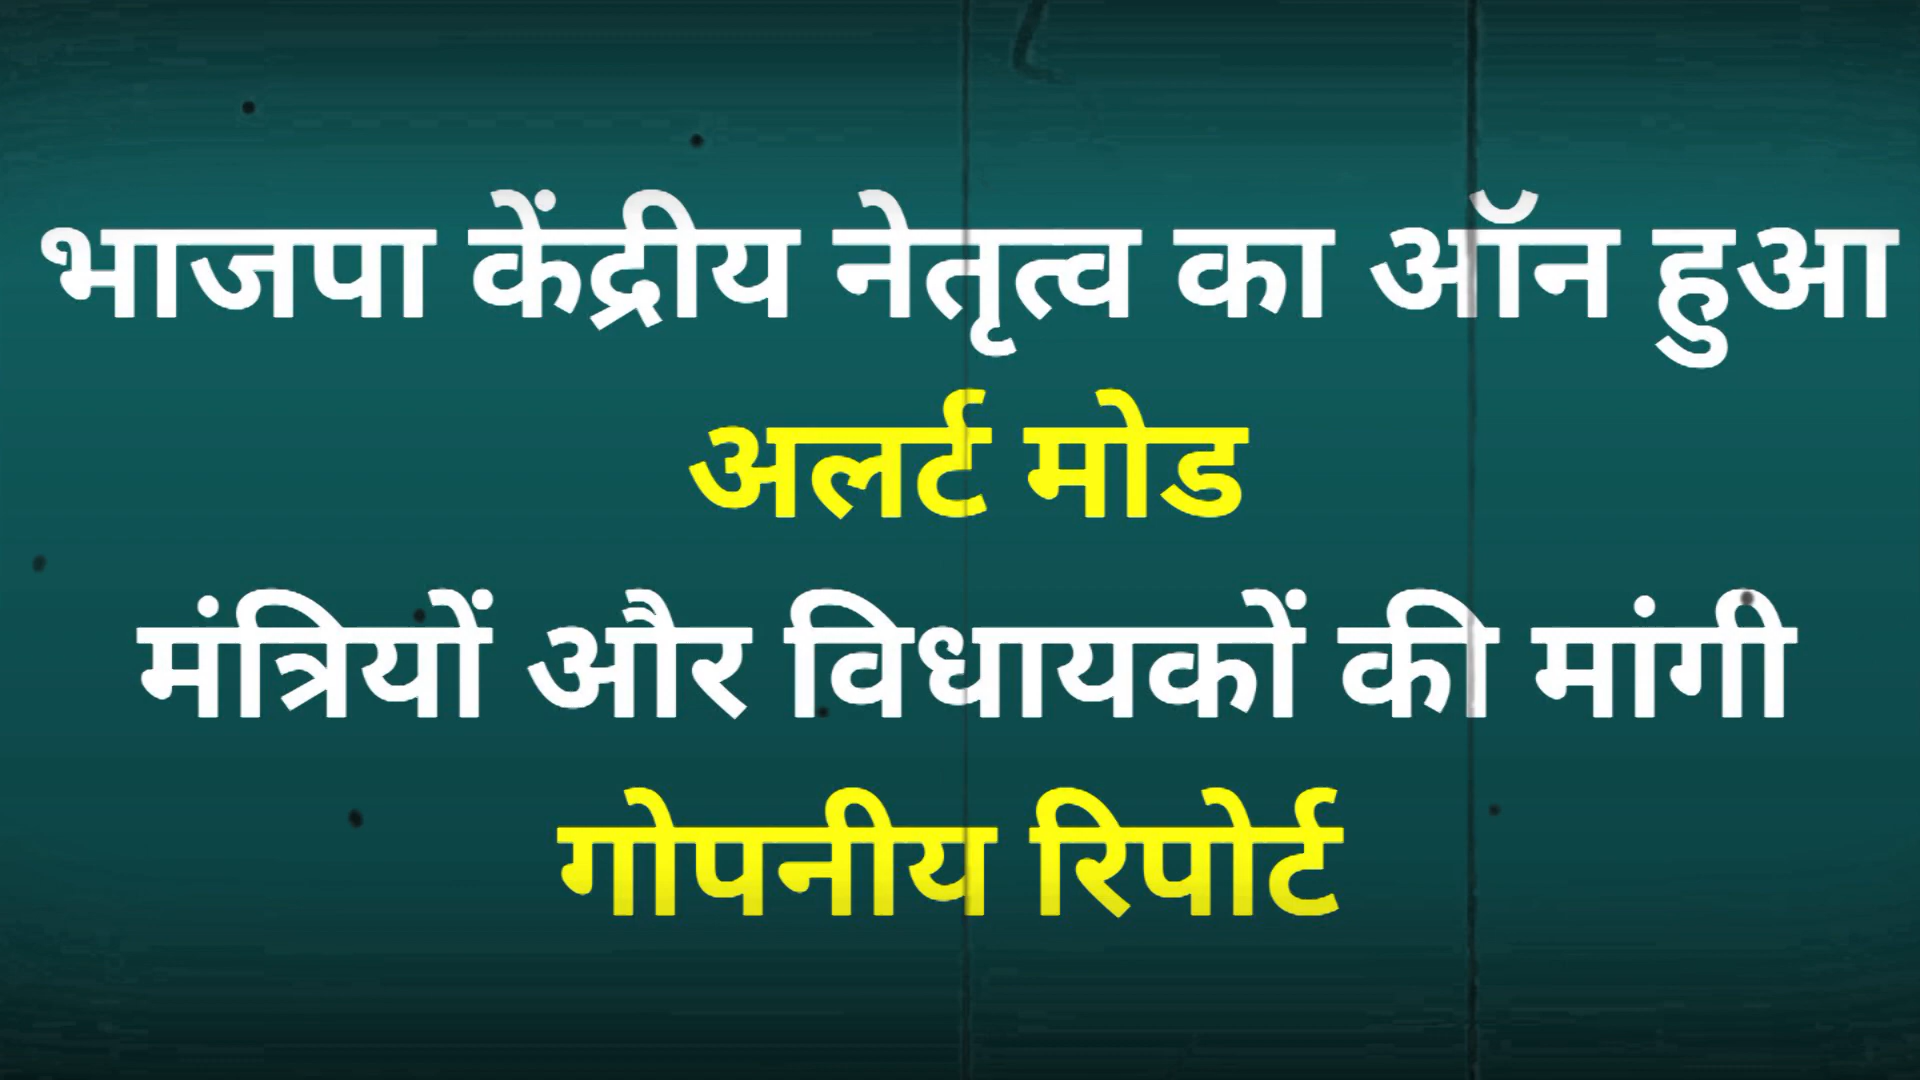 भाजपा केंद्रीय नेतृत्व का ऑन हुआ
अलर्ट मोड
मंत्रियों और विधायकों की मांगी
गोपनीय रिपोर्ट